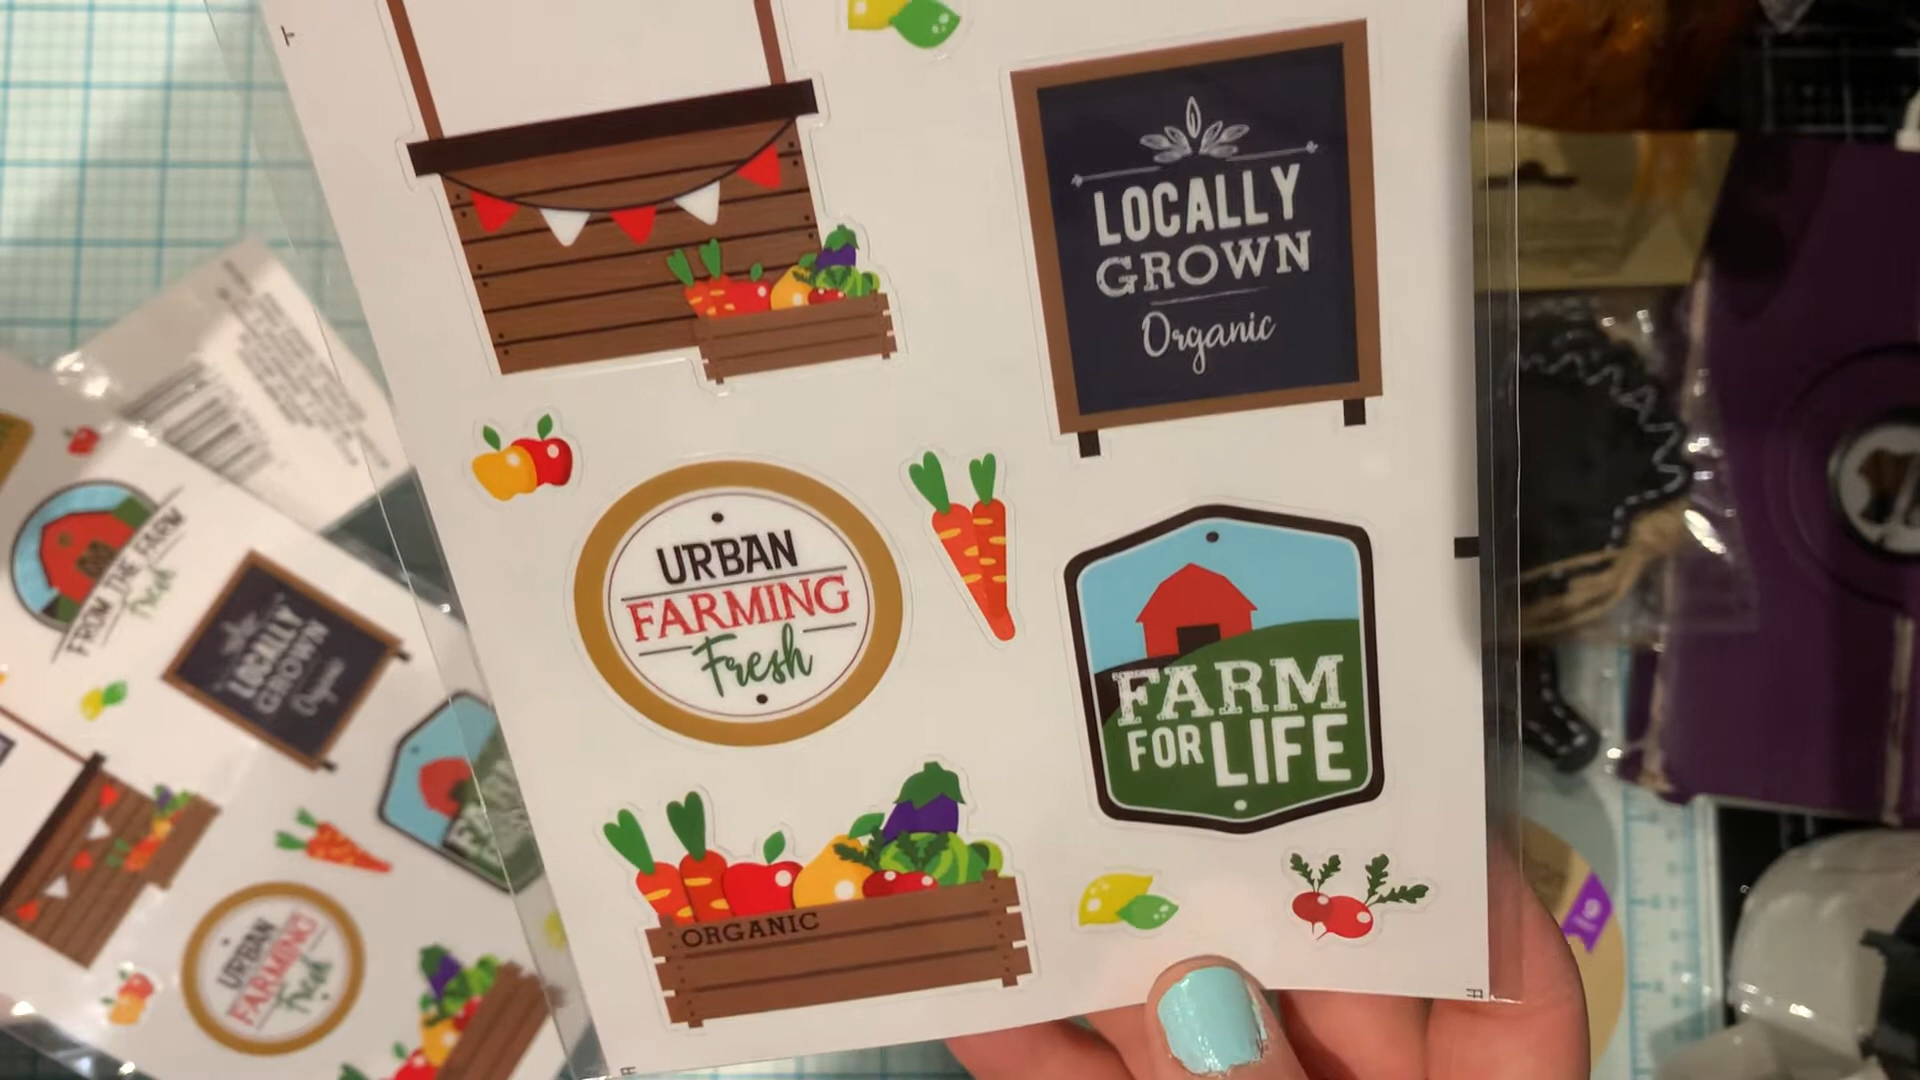 LOCALLY
GROWN
Organic
URBAN
FARMING
Fresh
FARM
FOR LIFE
ORGANIC
FROM THE FARM
Fresh
LOCALLY
GROWN
Organic
URBAN
FARMING
Fresh